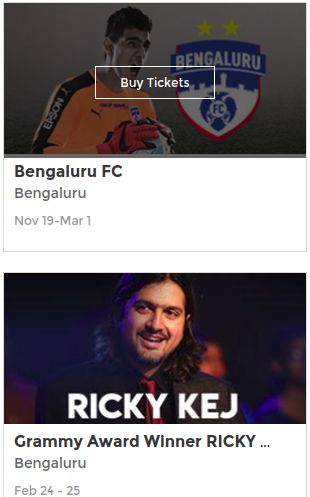 BENGALURU
Buy Tickets
EPSON
Bengaluru FC
Bengaluru
Nov 19-Mar 1
RICKY KEJ
Grammy Award Winner RICKY ...
Bengaluru
Feb 24 - 25